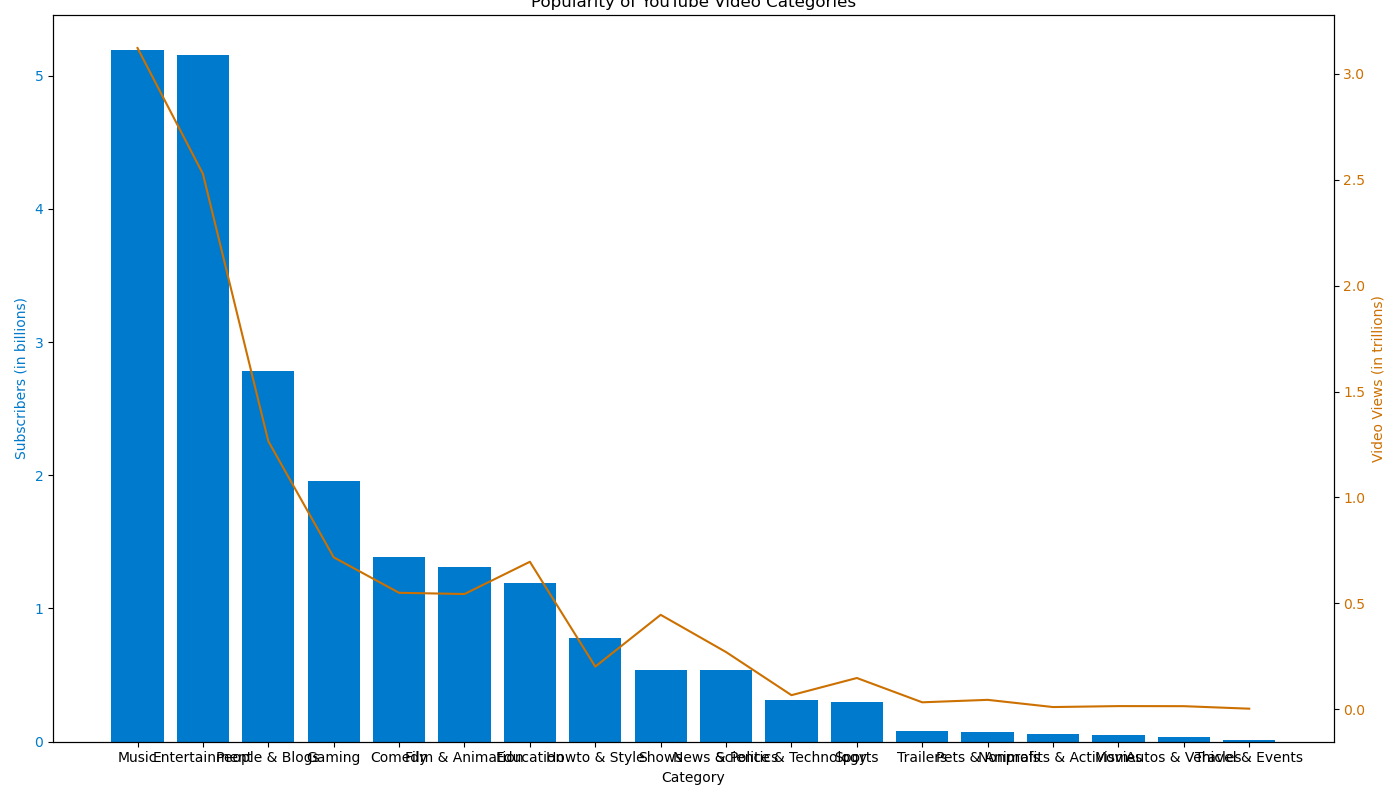 Popularity of YouTube Video Categories
5
4
3
2
1
0
Subscribers (in billions)
3.0
2.5
2.0
1.5
1.0
0.5
0.0
Video Views (in trillions)
Music Entertainment People & Blogs Gaming Comedy Film & Animation Education Howto & Style Shows News & Politics Science & Technology Sports Trailers Pets & Animals Nonprofits & Activism Movies Autos & Vehicles Travel & Events
Category